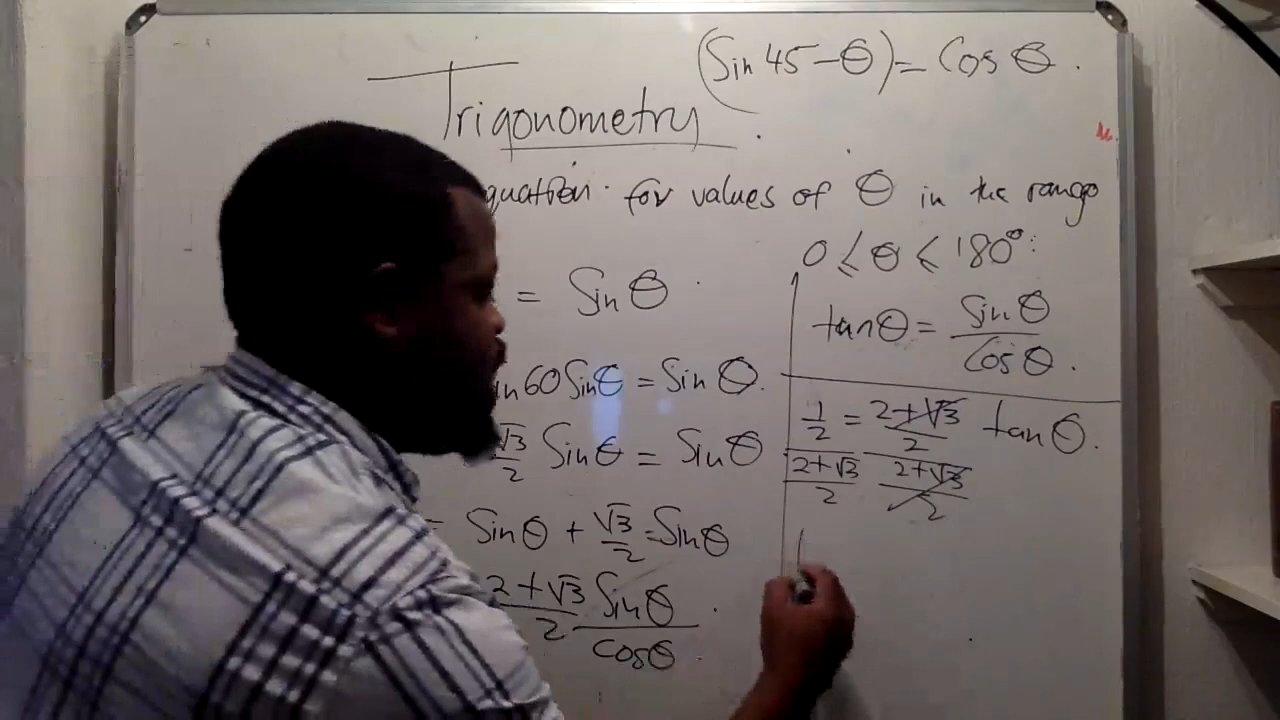 (Sin 45 - θ) = Cos θ .
Trigonometry
for values of θ in the range
0 ≤ θ ≤ 180°:
= Sin θ
tan θ = Sin θ / Cos θ .
60 Sin θ = Sin θ .
1/2 = 2+√3/2 tan θ .
2+√3/2 2+√3/2
√3/2 Sin θ = Sin θ
= Sin θ + √3/2 = Sin θ
2+√3/2 Sin θ / Cos θ .